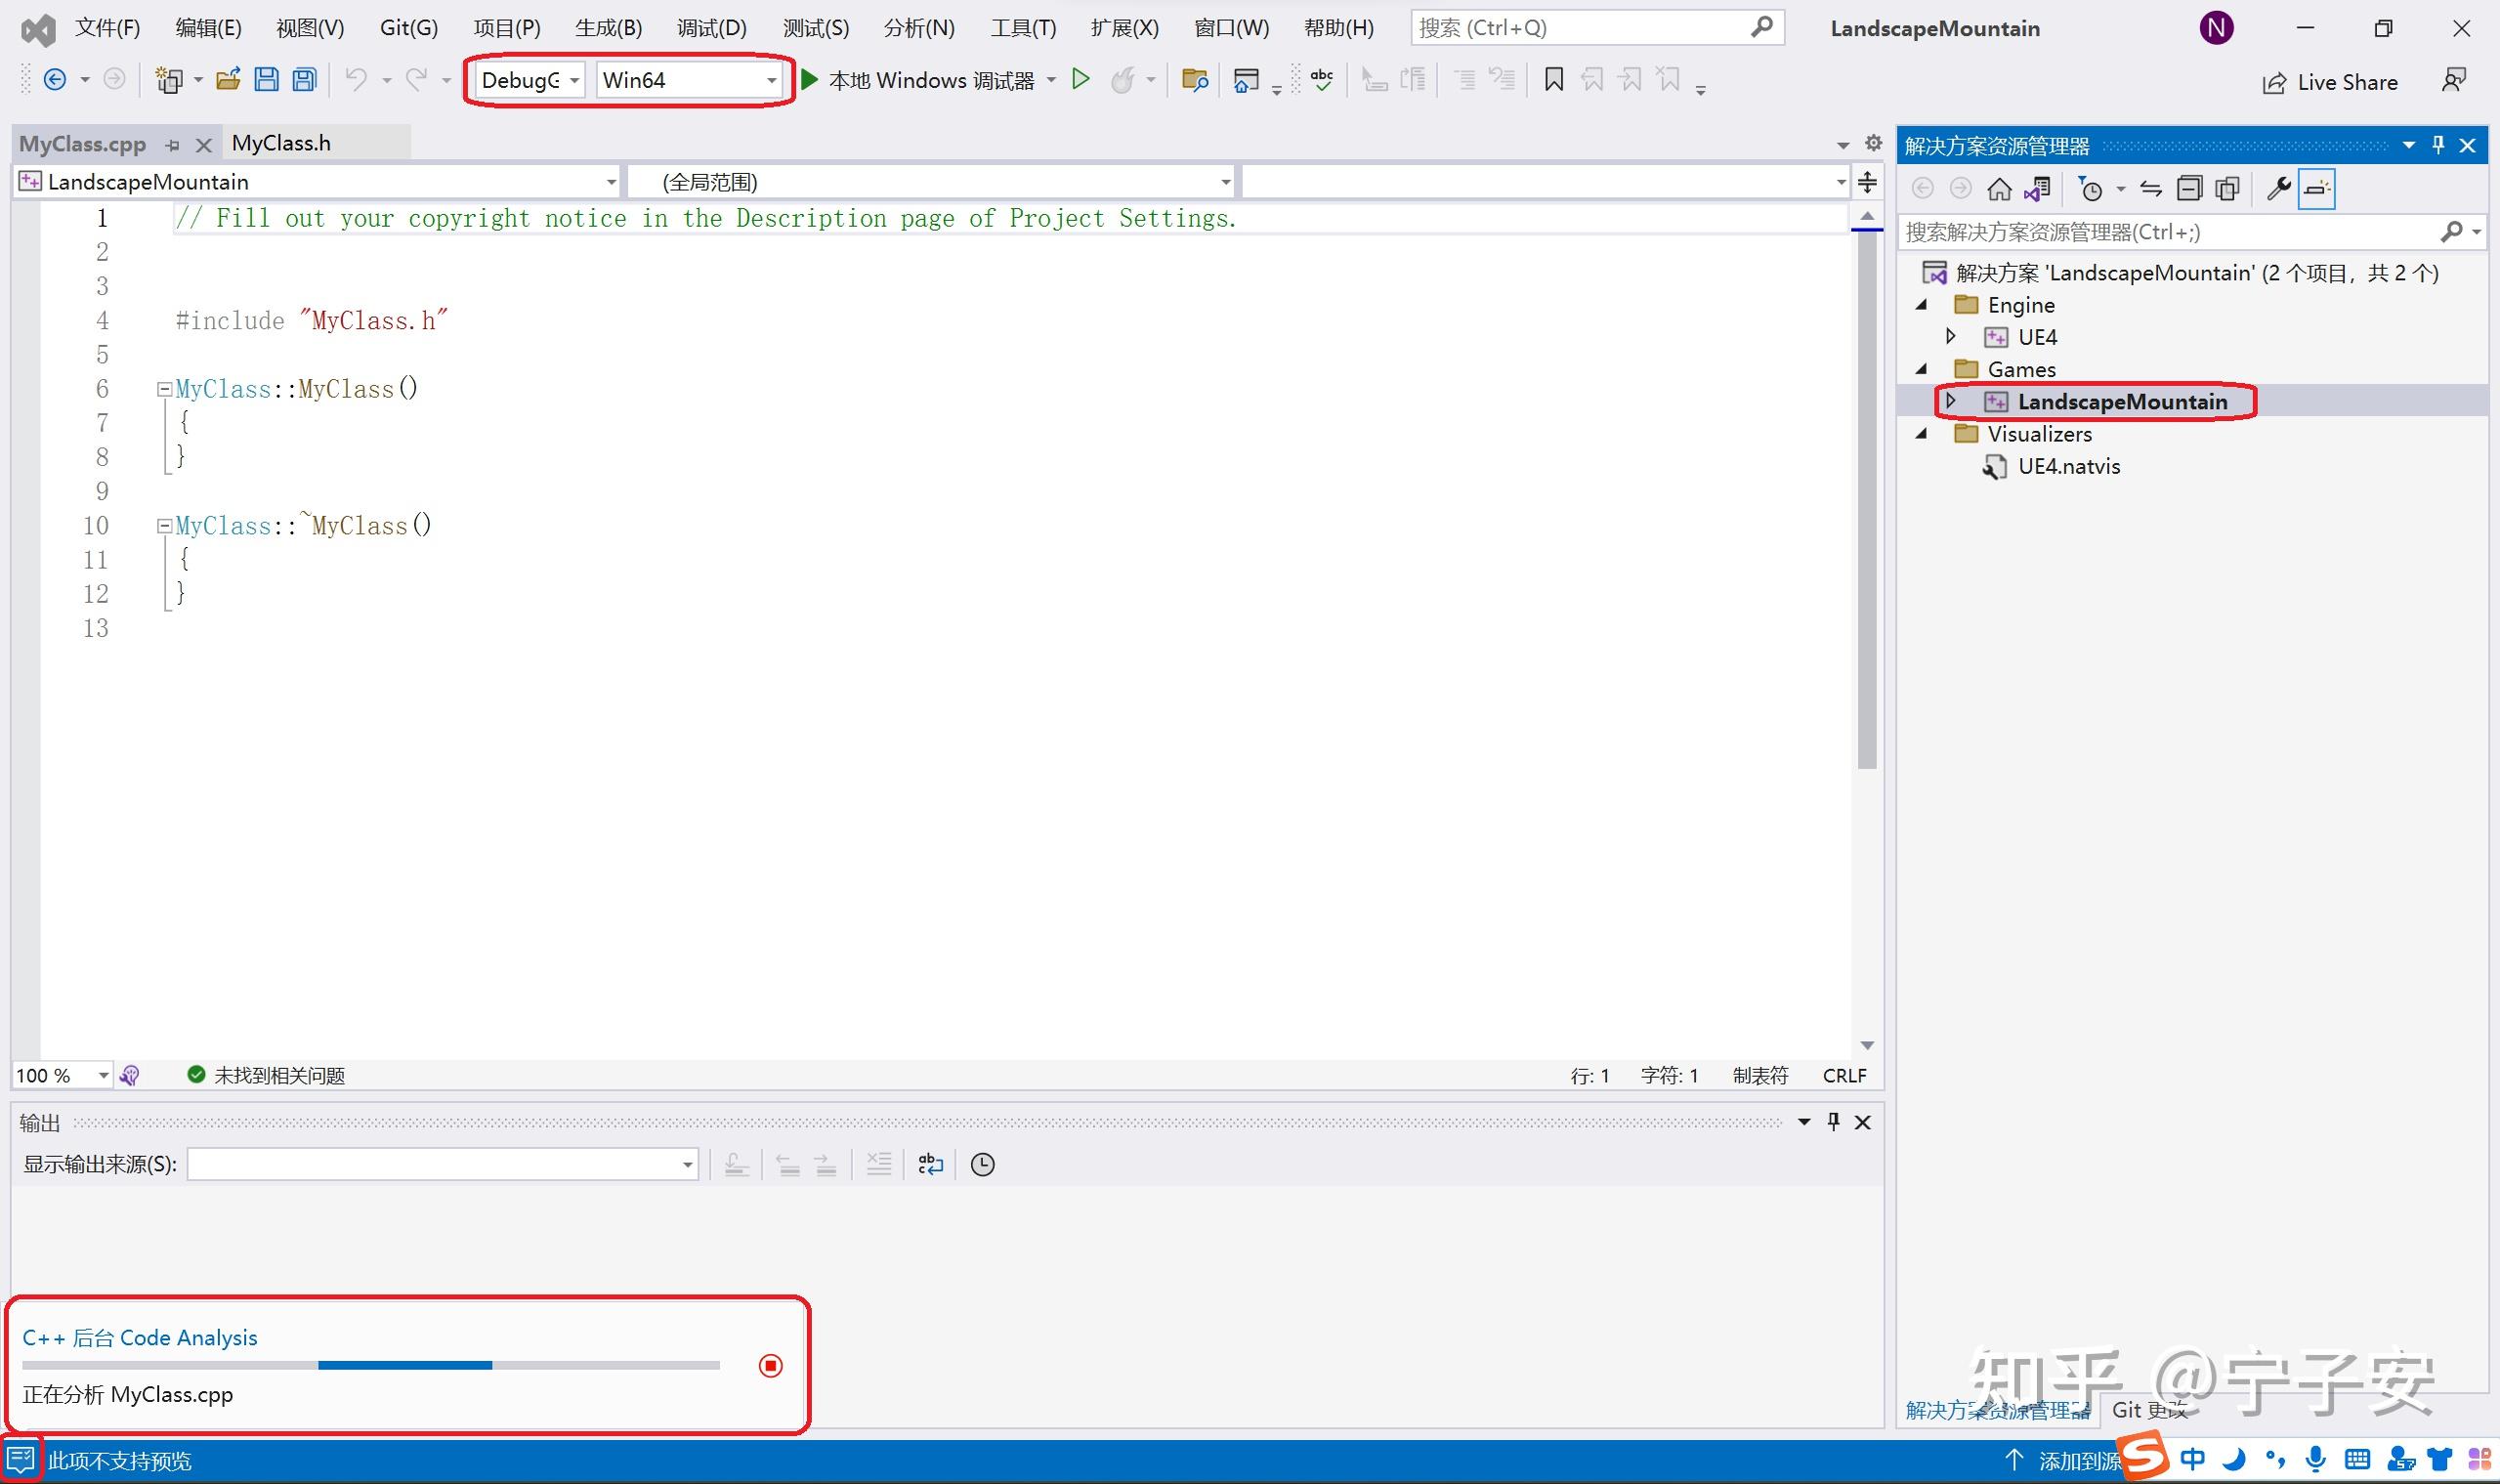 文件(F) 编辑(E) 视图(V) Git(G) 项目(P) 生成(B) 调试(D) 测试(S) 分析(N) 工具(T) 扩展(X) 窗口(W) 帮助(H) 搜索 (Ctrl+Q) LandscapeMountain N
DebugG Win64 本地 Windows 调试器 abc Live Share
MyClass.cpp MyClass.h
LandscapeMountain (全局范围)
1 // Fill out your copyright notice in the Description page of Project Settings.
2
3
4 #include "MyClass.h"
5
6 MyClass::MyClass()
7 {
8 }
9
10 MyClass::~MyClass()
11 {
12 }
13
100 % 未找到相关问题 行: 1 字符: 1 制表符 CRLF
输出
显示输出来源(S):
C++ 后台 Code Analysis
正在分析 MyClass.cpp
此项不支持预览
解决方案资源管理器
搜索解决方案资源管理器(Ctrl+;)
解决方案 'LandscapeMountain' (2 个项目，共 2 个)
Engine
UE4
Games
LandscapeMountain
Visualizers
UE4.natvis
知乎 @宁子安
解决方案资源管理器 Git 更改
添加到源 中